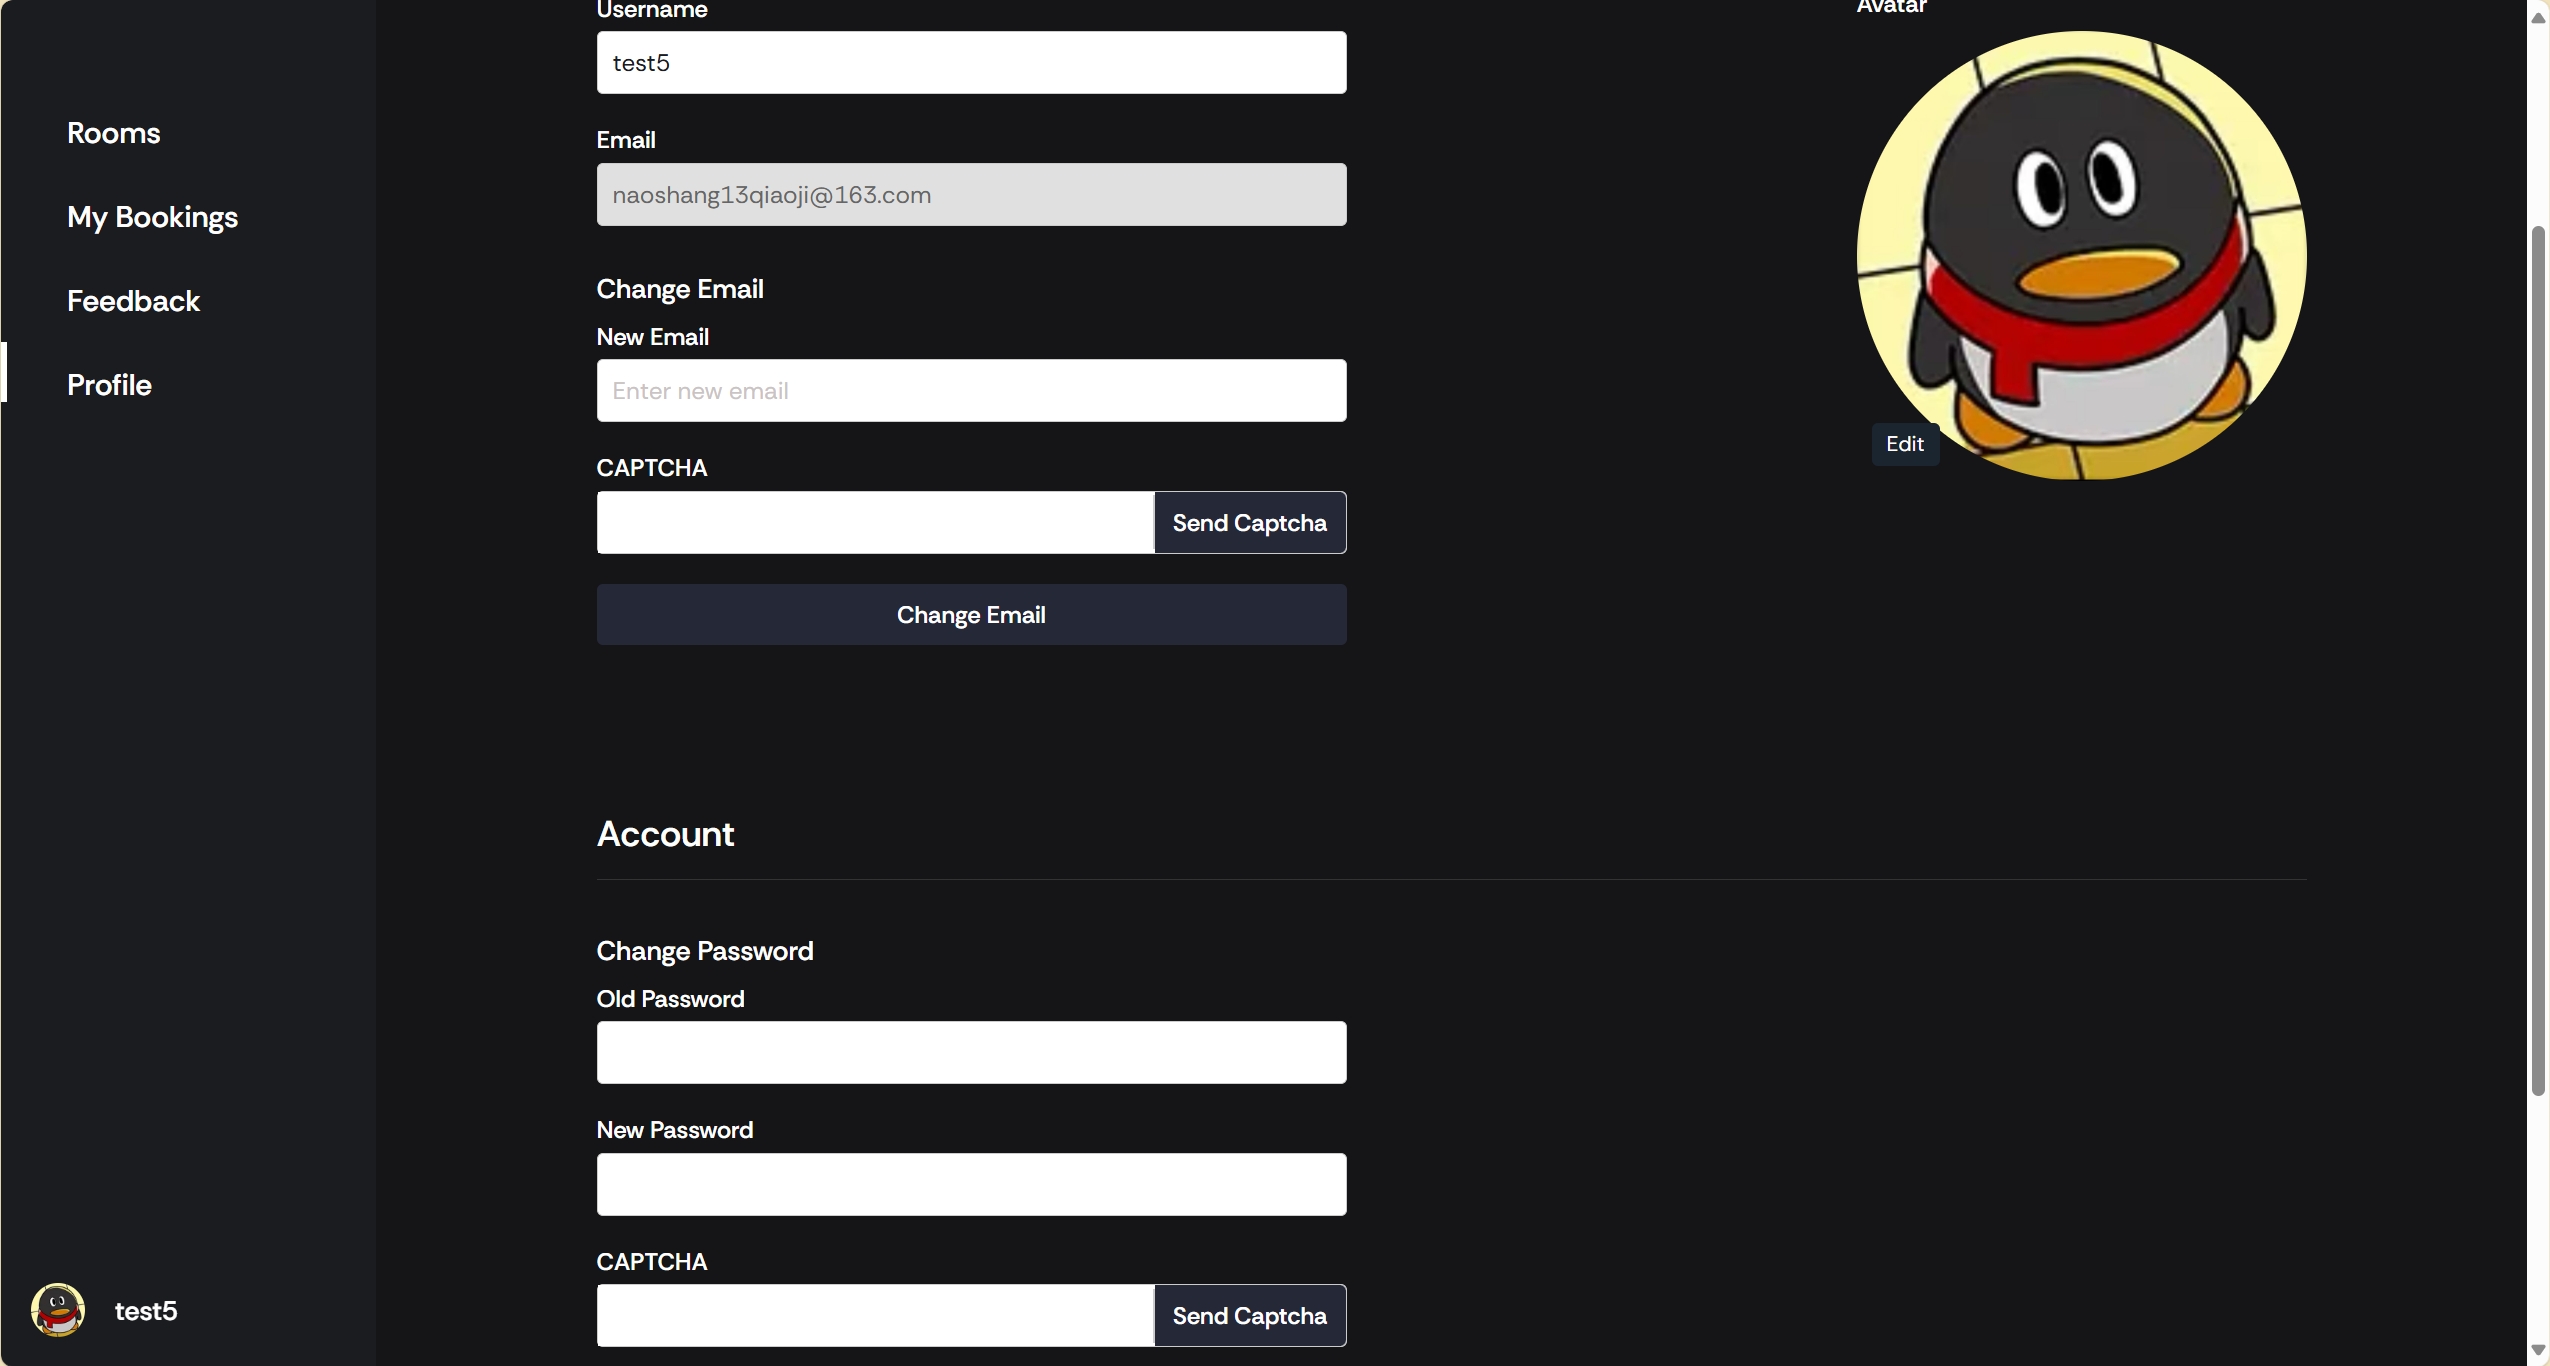 Rooms
My Bookings
Feedback
Profile
test5
Username
test5
Email
naoshang13qiaoji@163.com
Change Email
New Email
Enter new email
CAPTCHA
Send Captcha
Change Email
Avatar
Edit
Account
Change Password
Old Password
New Password
CAPTCHA
Send Captcha